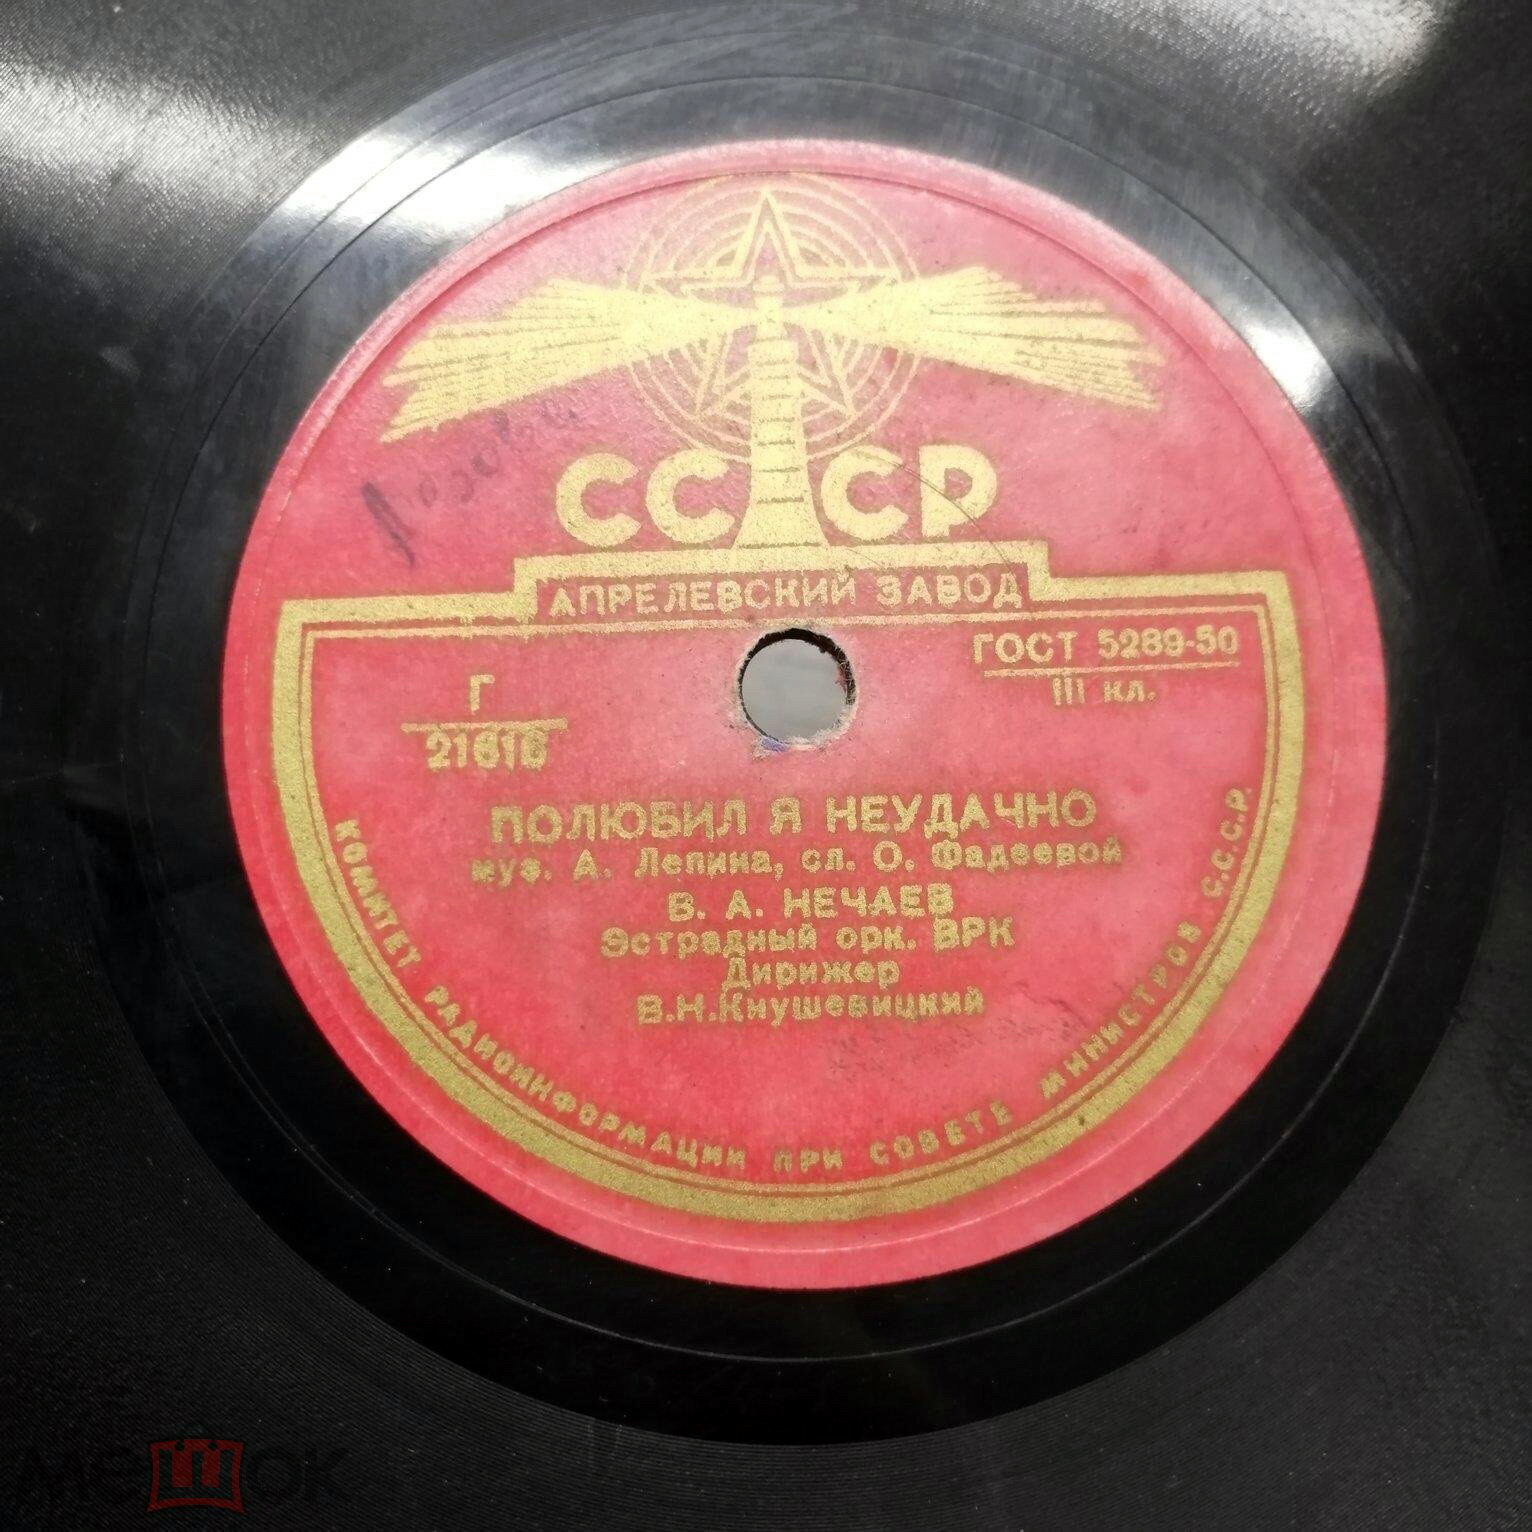 СССР
АПРЕЛЕВСКИЙ ЗАВОД
ГОСТ 5289-50
III кл.
Г
21616
ПОЛЮБИЛ Я НЕУДАЧНО
муз. А. Лепина, сл. О. Фадеевой
В. А. НЕЧАЕВ
Эстрадный орк. ВРК
Дирижер
В.Н.Кнушевицкий
КОМИТЕТ РАДИОИНФОРМАЦИИ ПРИ СОВЕТЕ МИНИСТРОВ С.С.С.Р.
мешок